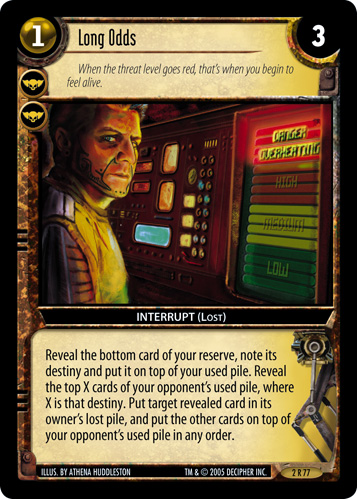 1 Long Odds 3
When the threat level goes red, that's when you begin to
feel alive.
DANGER
OVERHEATING
HIGH
MEDIUM
LOW
INTERRUPT (LOST)
Reveal the bottom card of your reserve, note its
destiny and put it on top of your used pile. Reveal
the top X cards of your opponent's used pile, where
X is that destiny. Put target revealed card in its
owner's lost pile, and put the other cards on top of
your opponent's used pile in any order.
ILLUS. BY ATHENA HUDDLESTON TM & © 2005 DECIPHER INC. 2 R 77